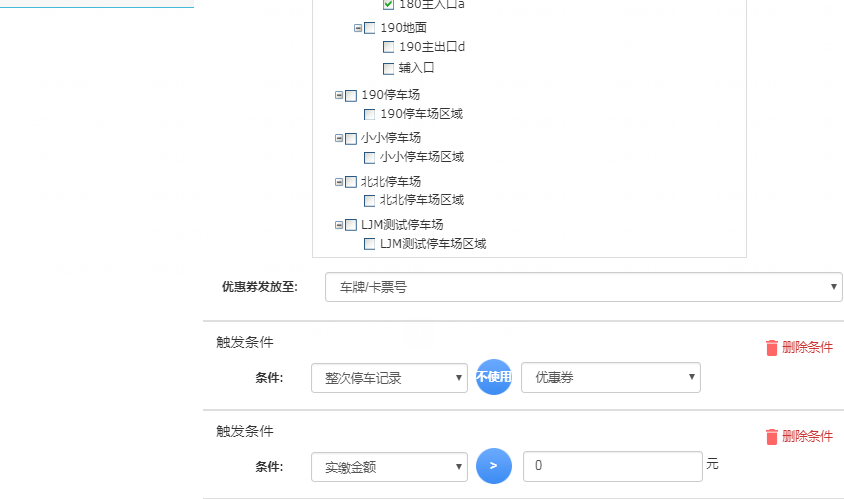 180主入口a
190地面
190主出口d
辅入口
190停车场
190停车场区域
小小停车场
小小停车场区域
北北停车场
北北停车场区域
LJM测试停车场
LJM测试停车场区域
优惠券发放至: 车牌/卡票号
触发条件 删除条件
条件: 整次停车记录 不使用 优惠券
触发条件 删除条件
条件: 实缴金额 > 0 元